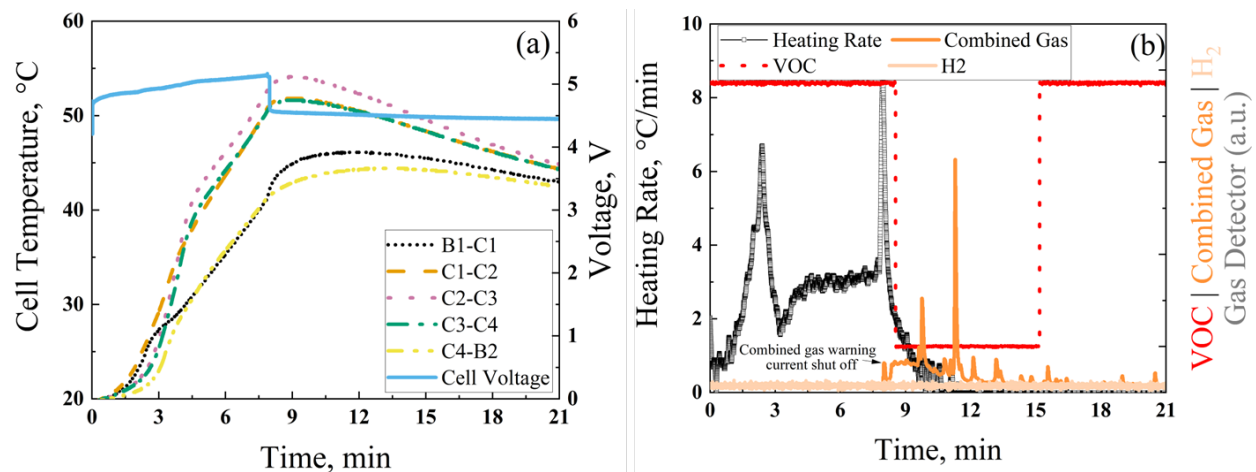 (a)
60
50
40
30
20
Cell Temperature, °C
6
5
4
3
2
1
0
Voltage, V
B1-C1
C1-C2
C2-C3
C3-C4
C4-B2
Cell Voltage
0 3 6 9 12 15 18 21
Time, min
(b)
Heating Rate Combined Gas
VOC H2
8
6
4
2
0
Heating Rate, °C/min
Combined gas warning
current shut off
0 3 6 9 12 15 18 21
Time, min
VOC | Combined Gas | H2
Gas Detector (a.u.)